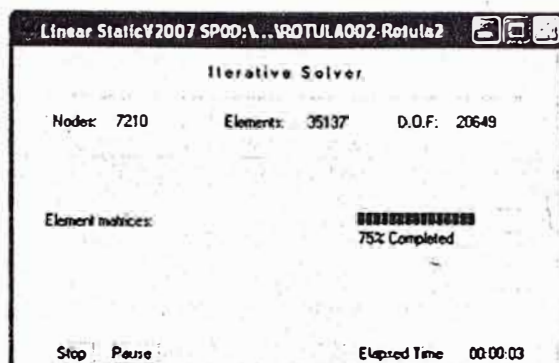 Linear StaticV2007 SP0D:\...\ROTULA002-Rotula2
Iterative Solver
Nodes: 7210 Elements: 35137 D.O.F: 20649
Element matrices:
75% Completed
Stop Pause Elapsed Time 00:00:03